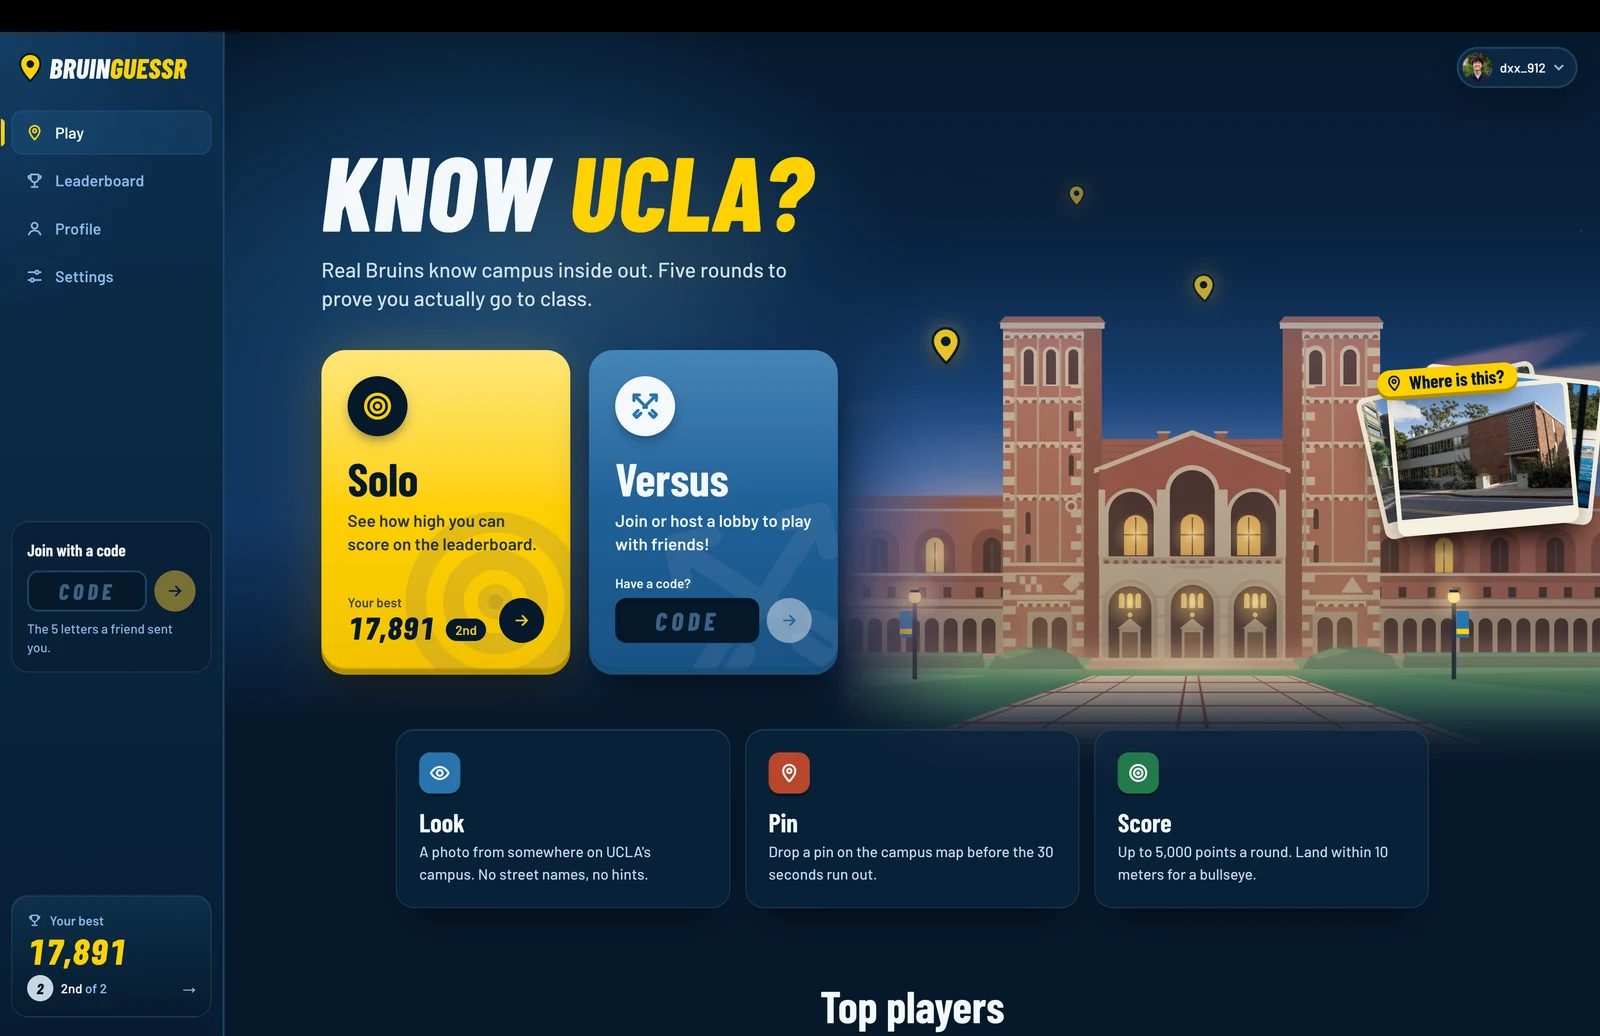 BRUINGUESSR
dxx_912
Play
Leaderboard
Profile
Settings
Join with a code
CODE
The 5 letters a friend sent
you.
Your best
17,891
2 2nd of 2 →
KNOW UCLA?
Real Bruins know campus inside out. Five rounds to
prove you actually go to class.
Solo
See how high you can
score on the leaderboard.
Your best
17,891 2nd
Versus
Join or host a lobby to play
with friends!
Have a code?
CODE
Where is this?
Look
A photo from somewhere on UCLA's
campus. No street names, no hints.
Pin
Drop a pin on the campus map before the 30
seconds run out.
Score
Up to 5,000 points a round. Land within 10
meters for a bullseye.
Top players